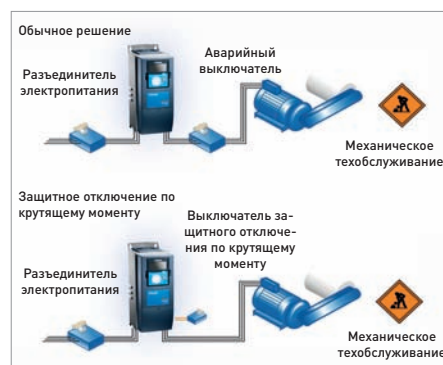 Обычное решение
Аварийный
выключатель
Разъединитель
электропитания
Механическое
техобслуживание
Защитное отключение по
крутящему моменту
Выключатель за-
щитного отключе-
ния по крутящему
моменту
Разъединитель
электропитания
Механическое
техобслуживание